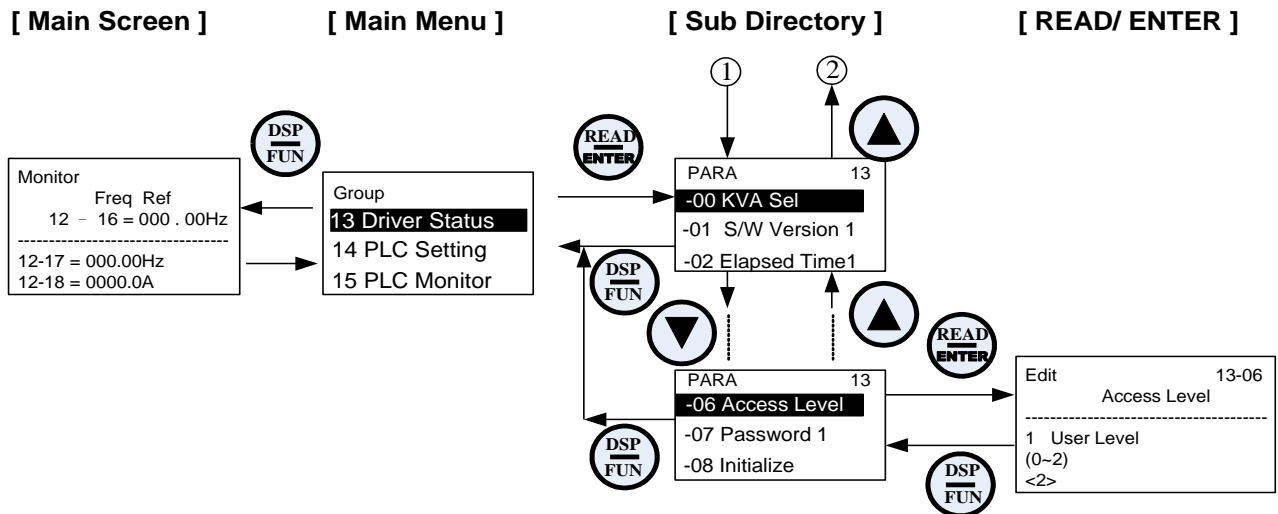 [ Main Screen ]
[ Main Menu ]
[ Sub Directory ]
[ READ/ ENTER ]
1
2
DSP
FUN
READ
ENTER
Monitor
Freq Ref
12 - 16 = 000 . 00Hz
12-17 = 000.00Hz
12-18 = 0000.0A
Group
13 Driver Status
14 PLC Setting
15 PLC Monitor
PARA 13
-00 KVA Sel
-01 S/W Version 1
-02 Elapsed Time1
DSP
FUN
READ
ENTER
PARA 13
-06 Access Level
-07 Password 1
-08 Initialize
DSP
FUN
DSP
FUN
Edit 13-06
Access Level
1 User Level
(0~2)
<2>